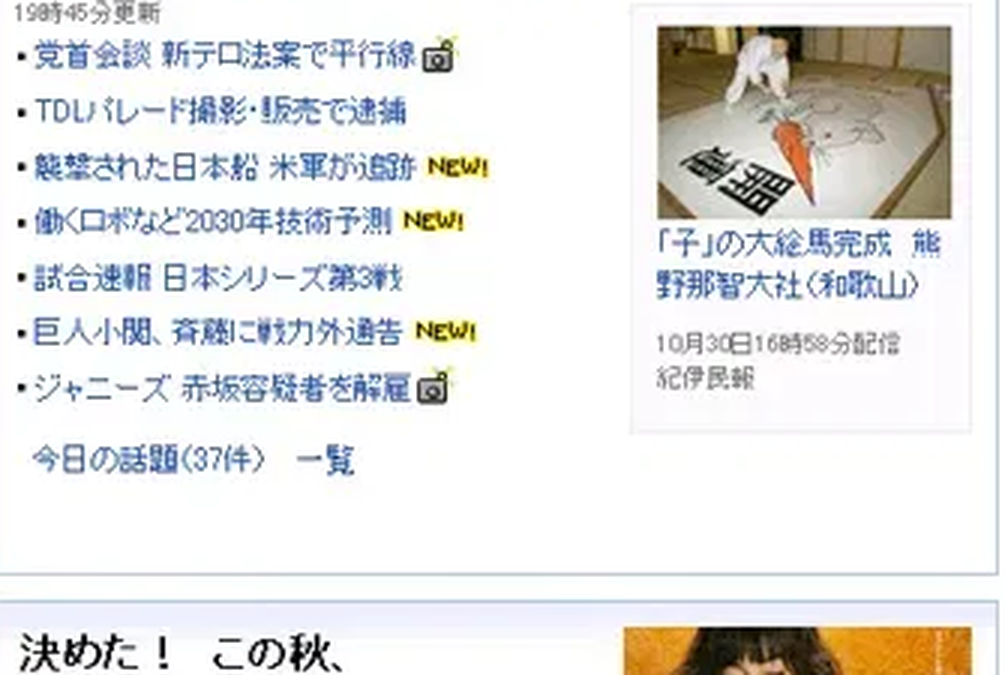 19時45分更新
・党首会談 新テロ法案で平行線
・TDLパレード撮影・販売で逮捕
・襲撃された日本船 米軍が追跡 NEW!
・働くロボなど2030年技術予測 NEW!
・試合速報 日本シリーズ第3戦
・巨人小関、斉藤に戦力外通告 NEW!
・ジャニーズ 赤坂容疑者を解雇
今日の話題(37件) 一覧
「子」の大絵馬完成 熊
野那智大社(和歌山)
10月30日16時58分配信
紀伊民報
決めた！ この秋、